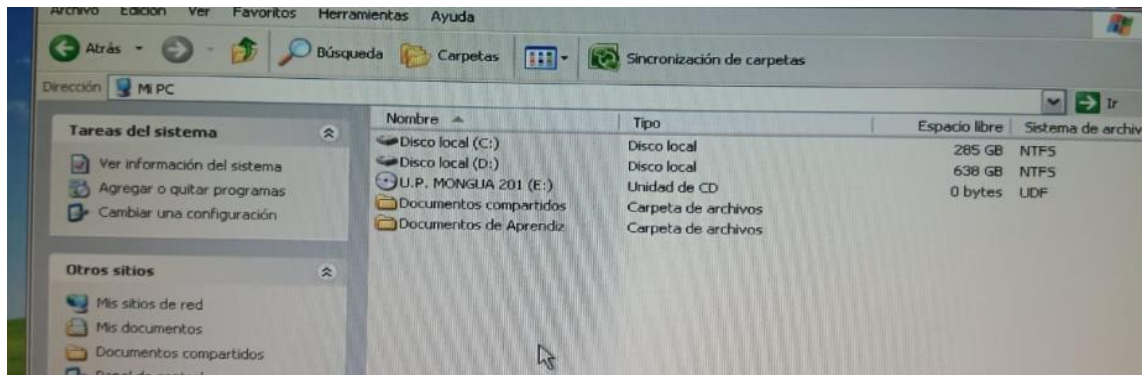 Archivo Edición Ver Favoritos Herramientas Ayuda
Atrás Búsqueda Carpetas Sincronización de carpetas
Dirección Mi PC Ir
Tareas del sistema
Ver información del sistema
Agregar o quitar programas
Cambiar una configuración
Otros sitios
Mis sitios de red
Mis documentos
Documentos compartidos
Nombre Tipo Espacio libre Sistema de archiv
Disco local (C:) Disco local 285 GB NTFS
Disco local (D:) Disco local 638 GB NTFS
U.P. MONGUA 201 (E:) Unidad de CD 0 bytes UDF
Documentos compartidos Carpeta de archivos
Documentos de Aprendiz Carpeta de archivos